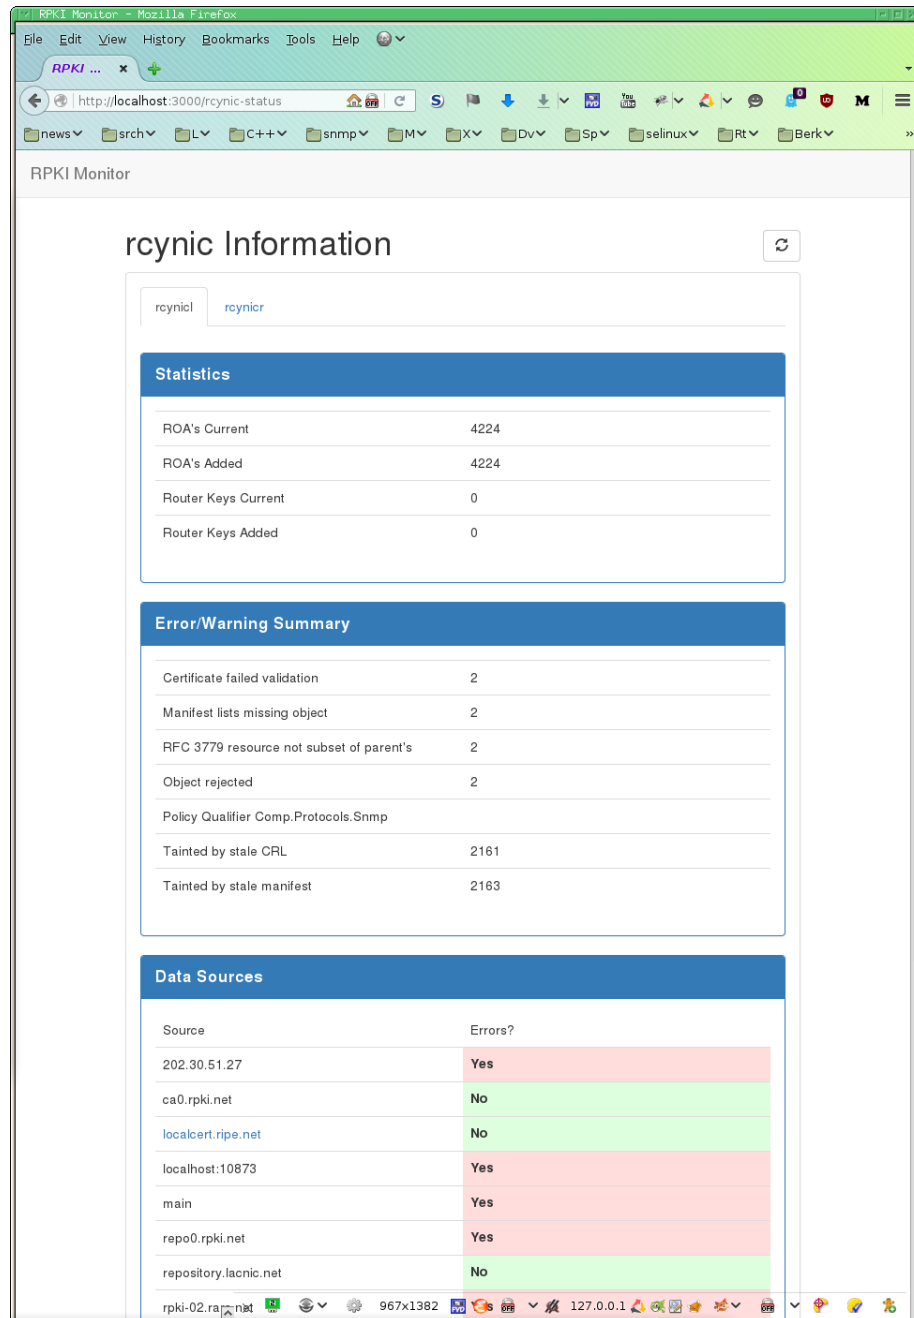 RPKI Monitor - Mozilla Firefox
File Edit View History Bookmarks Tools Help
RPKI ...
http://localhost:3000/rcynic-status
news srch L C++ snmp M X Dv Sp selinux Rt Berk »
RPKI Monitor
rcynic Information
rcynicl rcynicr
Statistics
ROA's Current 4224
ROA's Added 4224
Router Keys Current 0
Router Keys Added 0
Error/Warning Summary
Certificate failed validation 2
Manifest lists missing object 2
RFC 3779 resource not subset of parent's 2
Object rejected 2
Policy Qualifier Comp.Protocols.Snmp
Tainted by stale CRL 2161
Tainted by stale manifest 2163
Data Sources
Source Errors?
202.30.51.27 Yes
ca0.rpki.net No
localcert.ripe.net No
localhost:10873 Yes
main Yes
repo0.rpki.net Yes
repository.lacnic.net No
967x1382 127.0.0.1